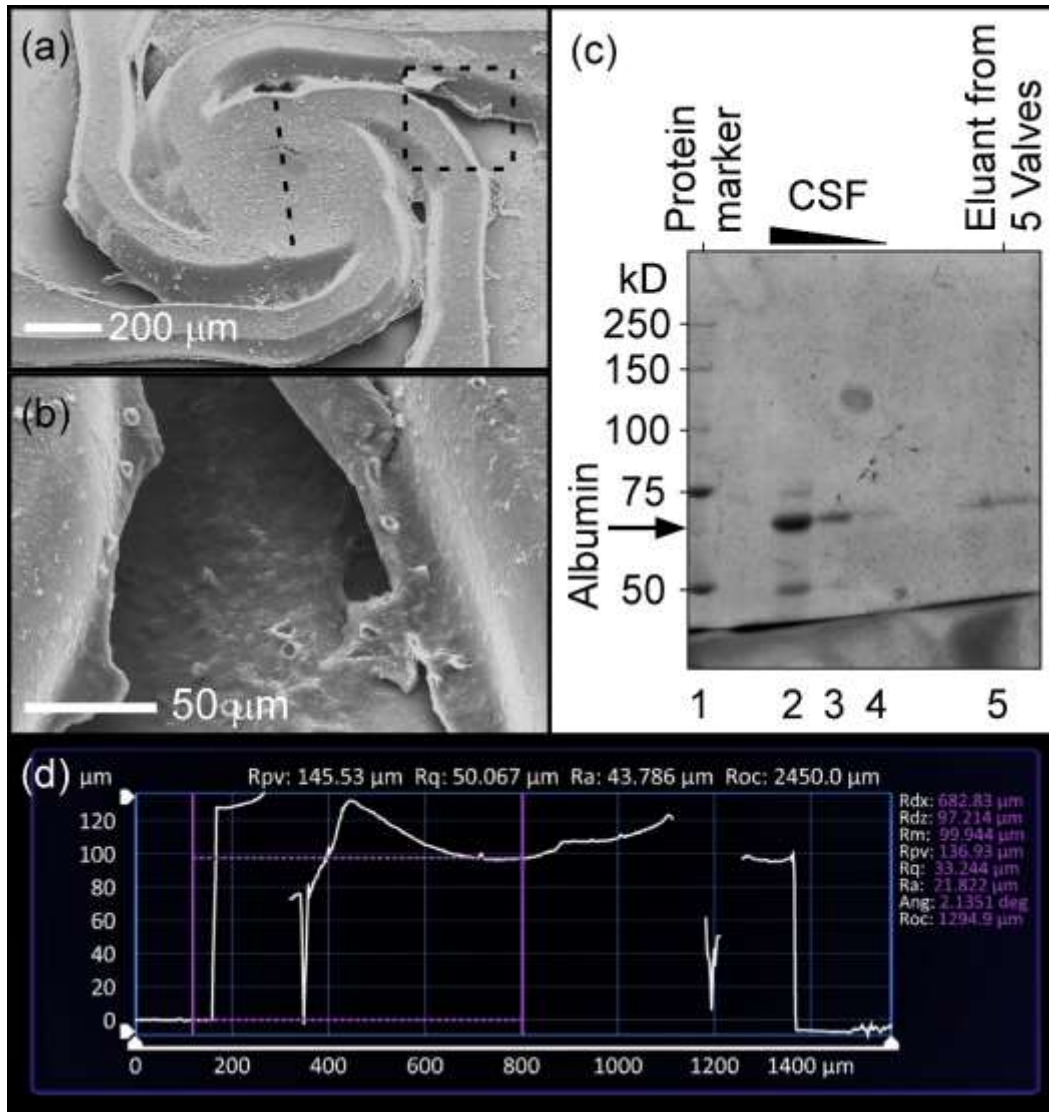 (a)
200 μm
(b)
50 μm
(c)
Protein marker
CSF
Eluant from 5 Valves
kD
250
150
100
75
50
Albumin
1 2 3 4 5
(d)
μm
Rpv: 145.53 μm Rq: 50.067 μm Ra: 43.786 μm Roc: 2450.0 μm
120
100
80
60
40
20
0
0 200 400 600 800 1000 1200 1400 μm
Rdx: 682.83 μm
Rdz: 97.214 μm
Rm: 99.944 μm
Rpv: 136.93 μm
Rq: 33.244 μm
Ra: 21.822 μm
Ang: 2.1351 deg
Roc: 1294.9 μm